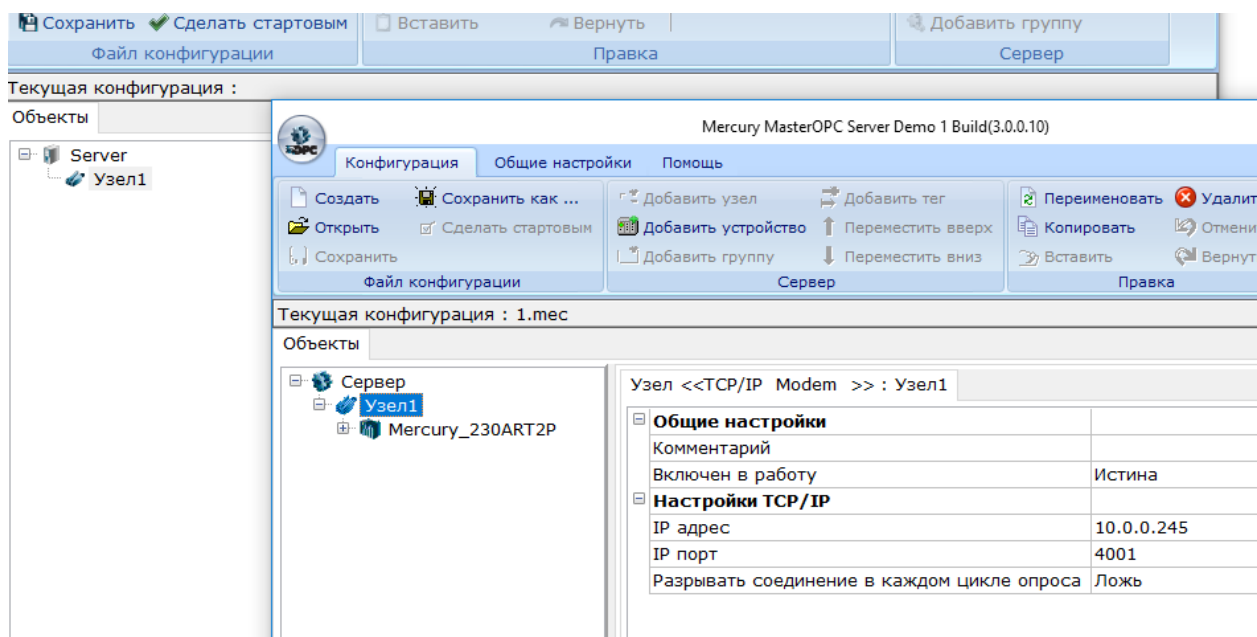 Сохранить Сделать стартовым Вставить Вернуть Добавить группу
Файл конфигурации Правка Сервер
Текущая конфигурация :
Объекты
Server
Узел1
Mercury MasterOPC Server Demo 1 Build(3.0.0.10)
OPC
Конфигурация Общие настройки Помощь
Создать Сохранить как ... Добавить узел Добавить тег Переименовать Удалит
Открыть Сделать стартовым Добавить устройство Переместить вверх Копировать Отмени
Сохранить Добавить группу Переместить вниз Вставить Вернут
Файл конфигурации Сервер Правка
Текущая конфигурация : 1.mec
Объекты
Сервер
Узел1
Mercury_230ART2P
Узел <<TCP/IP Modem >> : Узел1
Общие настройки
Комментарий
Включен в работу Истина
Настройки TCP/IP
IP адрес 10.0.0.245
IP порт 4001
Разрывать соединение в каждом цикле опроса Ложь